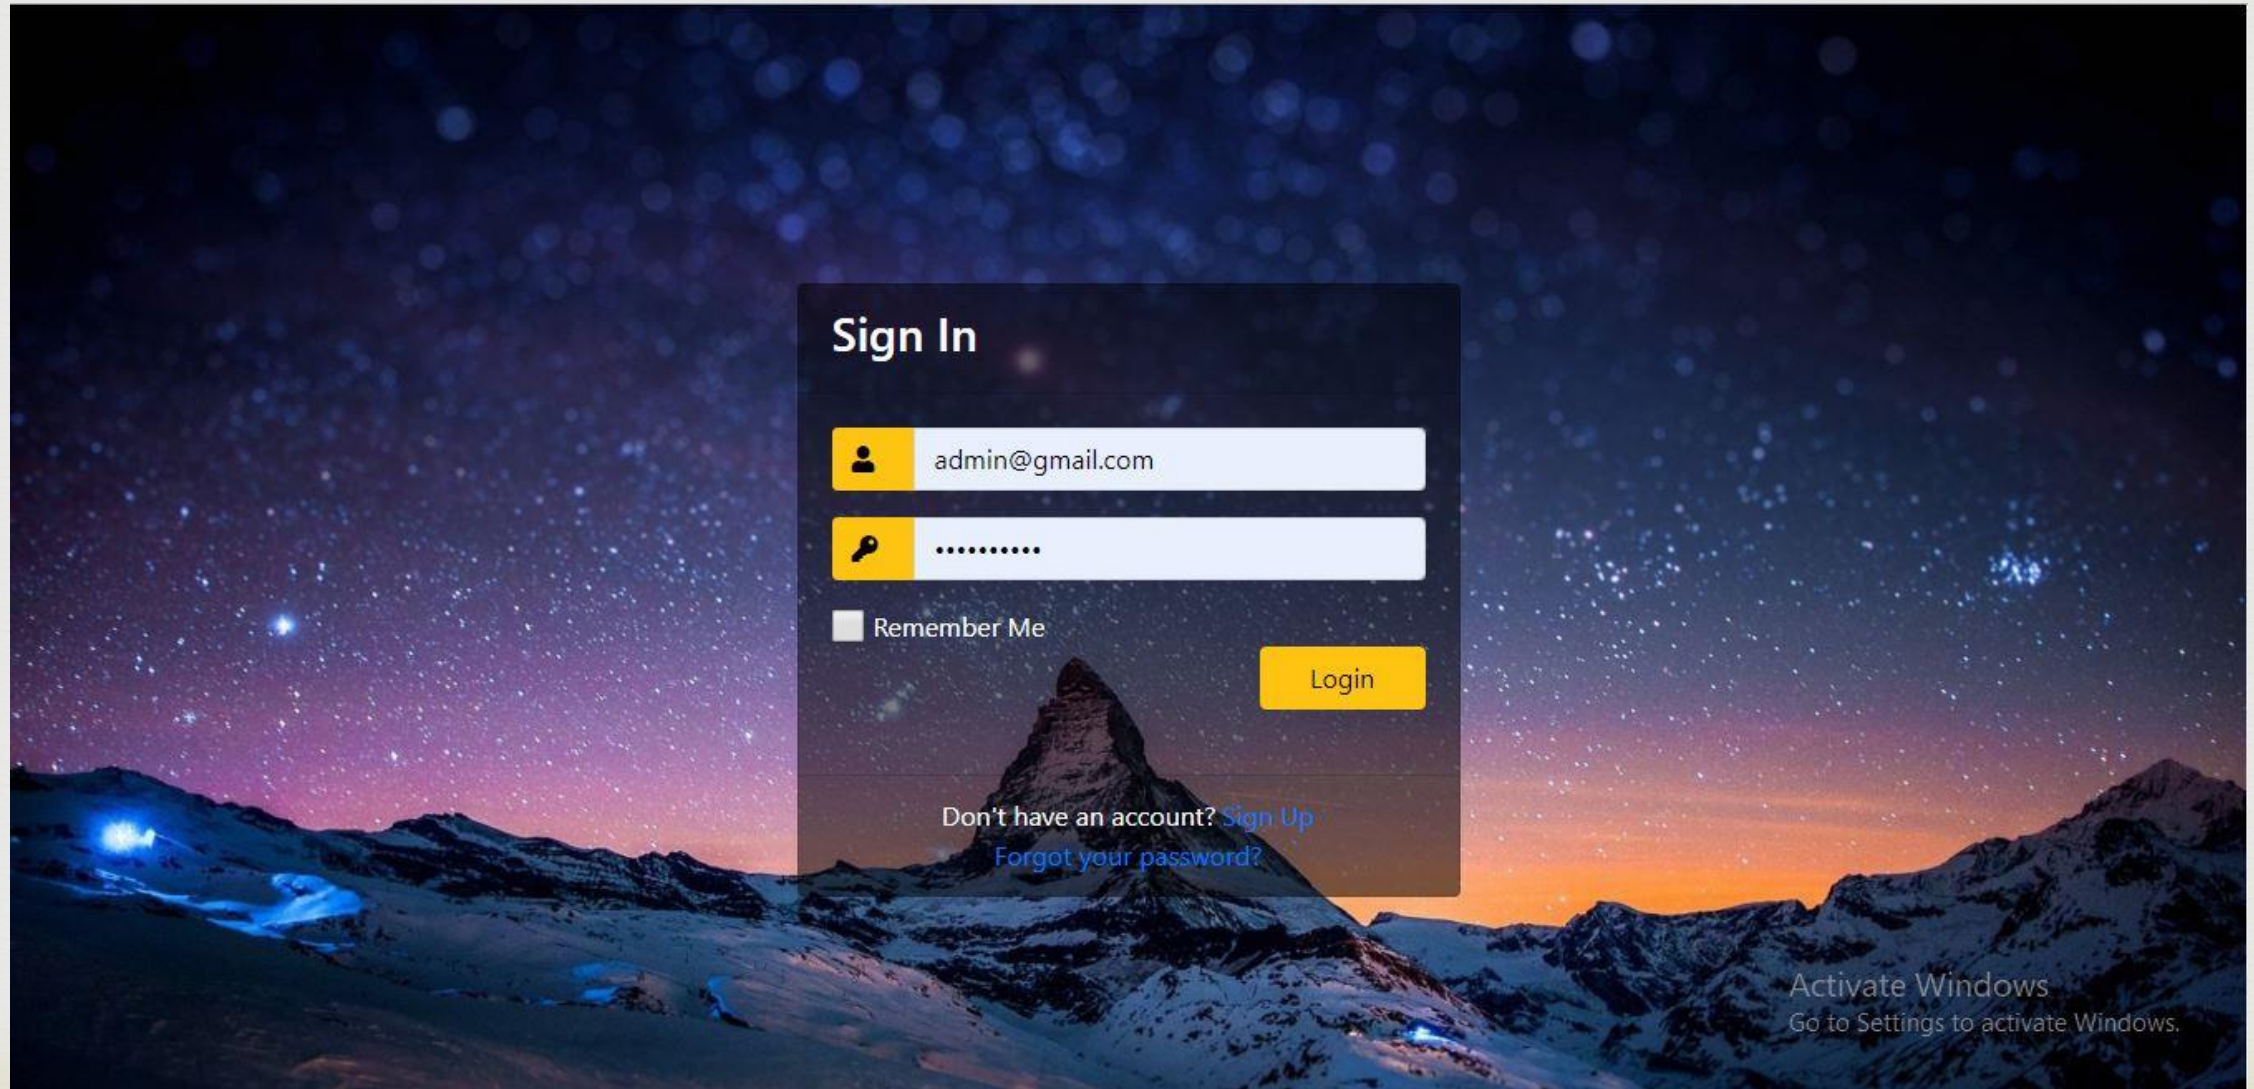 Sign In
admin@gmail.com
••••••••••
Remember Me
Login
Don't have an account? Sign Up
Forgot your password?
Activate Windows
Go to Settings to activate Windows.